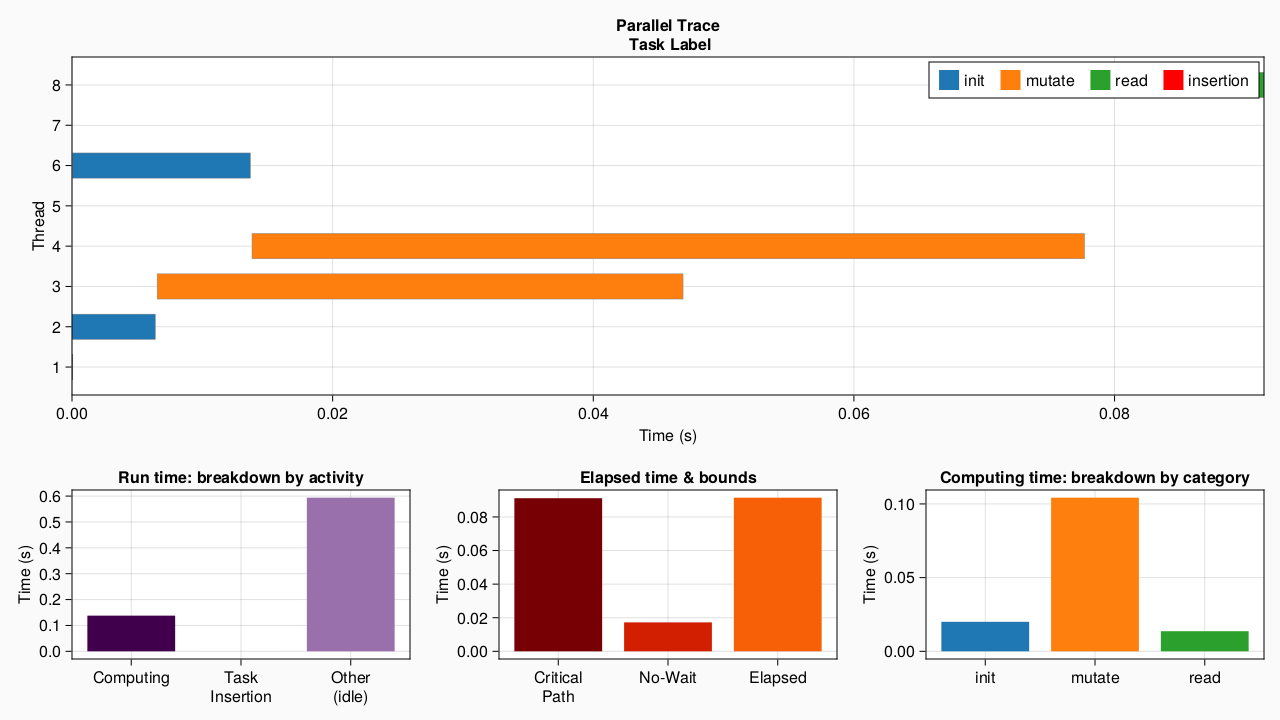 Parallel Trace
Task Label
init mutate read insertion
8
7
6
5
4
3
2
1
Thread
0.00 0.02 0.04 0.06 0.08
Time (s)
Run time: breakdown by activity
0.6
0.5
0.4
0.3
0.2
0.1
0.0
Time (s)
Computing Task Insertion Other (idle)
Elapsed time & bounds
0.08
0.06
0.04
0.02
0.00
Time (s)
Critical Path No-Wait Elapsed
Computing time: breakdown by category
0.10
0.05
0.00
Time (s)
init mutate read